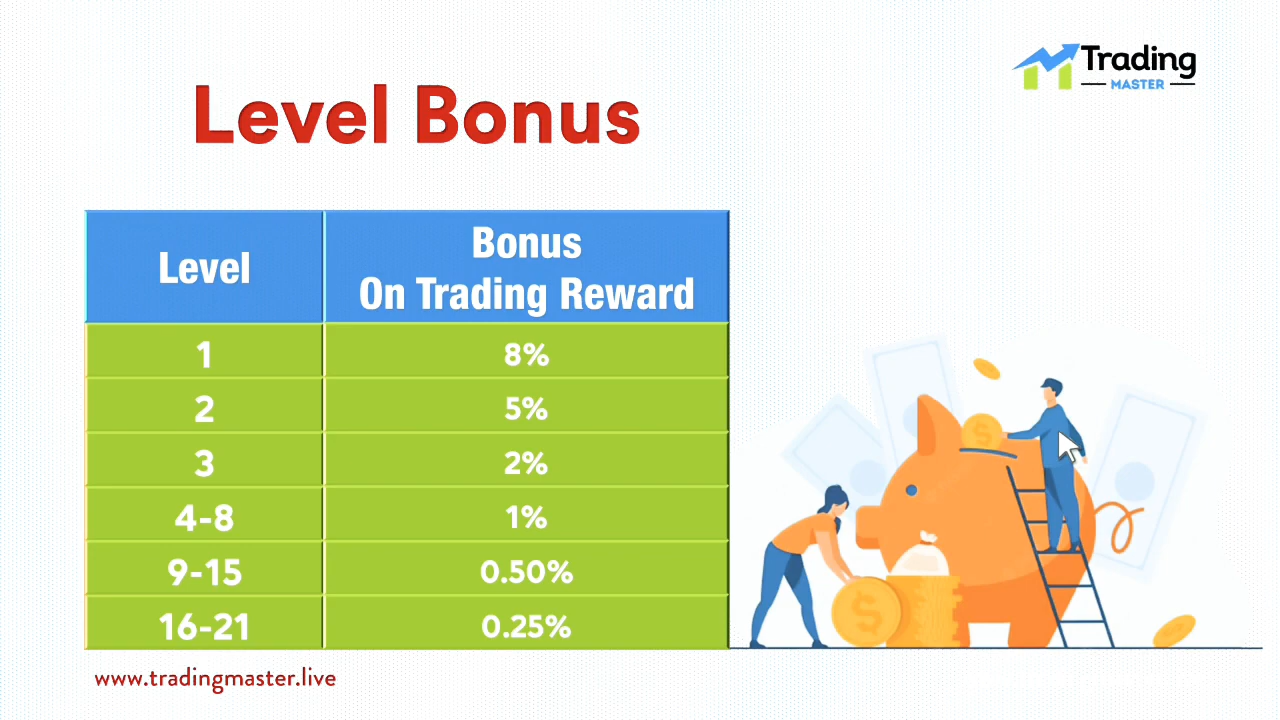 Trading
MASTER
Level Bonus
Level
Bonus
On Trading Reward
1 8%
2 5%
3 2%
4-8 1%
9-15 0.50%
16-21 0.25%
www.tradingmaster.live